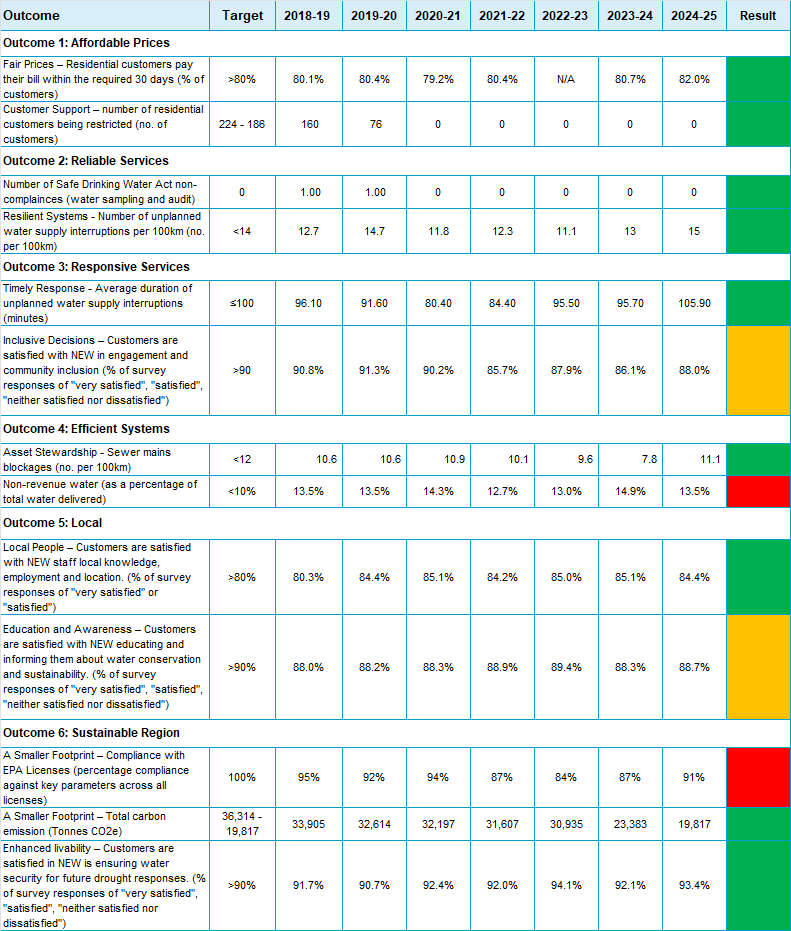 Outcome Target 2018-19 2019-20 2020-21 2021-22 2022-23 2023-24 2024-25 Result
Outcome 1: Affordable Prices
Fair Prices – Residential customers pay
their bill within the required 30 days (% of
customers)
>80% 80.1% 80.4% 79.2% 80.4% N/A 80.7% 82.0%
Customer Support – number of residential
customers being restricted (no. of
customers)
224 - 186 160 76 0 0 0 0 0
Outcome 2: Reliable Services
Number of Safe Drinking Water Act non-
complainces (water sampling and audit)
0 1.00 1.00 0 0 0 0 0
Resilient Systems - Number of unplanned
water supply interruptions per 100km (no.
per 100km)
<14 12.7 14.7 11.8 12.3 11.1 13 15
Outcome 3: Responsive Services
Timely Response - Average duration of
unplanned water supply interruptions
(minutes)
≤100 96.10 91.60 80.40 84.40 95.50 95.70 105.90
Inclusive Decisions – Customers are
satisfied with NEW in engagement and
community inclusion (% of survey
responses of "very satisfied", "satisfied",
"neither satisfied nor dissatisfied")
>90 90.8% 91.3% 90.2% 85.7% 87.9% 86.1% 88.0%
Outcome 4: Efficient Systems
Asset Stewardship - Sewer mains
blockages (no. per 100km)
<12 10.6 10.6 10.9 10.1 9.6 7.8 11.1
Non-revenue water (as a percentage of
total water delivered)
<10% 13.5% 13.5% 14.3% 12.7% 13.0% 14.9% 13.5%
Outcome 5: Local
Local People – Customers are satisfied
with NEW staff local knowledge,
employment and location. (% of survey
responses of "very satisfied" or
"satisfied")
>80% 80.3% 84.4% 85.1% 84.2% 85.0% 85.1% 84.4%
Education and Awareness – Customers
are satisfied with NEW educating and
informing them about water conservation
and sustainability. (% of survey
responses of "very satisfied", "satisfied",
"neither satisfied nor dissatisfied")
>90% 88.0% 88.2% 88.3% 88.9% 89.4% 88.3% 88.7%
Outcome 6: Sustainable Region
A Smaller Footprint – Compliance with
EPA Licenses (percentage compliance
against key parameters across all
licenses)
100% 95% 92% 94% 87% 84% 87% 91%
A Smaller Footprint – Total carbon
emission (Tonnes CO2e)
36,314 -
19,817
33,905 32,614 32,197 31,607 30,935 23,383 19,817
Enhanced livability – Customers are
satisfied in NEW is ensuring water
security for future drought responses. (%
of survey responses of "very satisfied",
"satisfied", "neither satisfied nor
dissatisfied")
>90% 91.7% 90.7% 92.4% 92.0% 94.1% 92.1% 93.4%